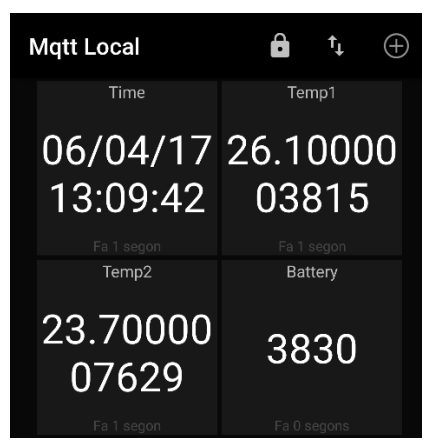 Mqtt Local
Time
06/04/17
13:09:42
Fa 1 segon
Temp1
26.10000
03815
Fa 1 segon
Temp2
23.70000
07629
Fa 1 segon
Battery
3830
Fa 0 segons